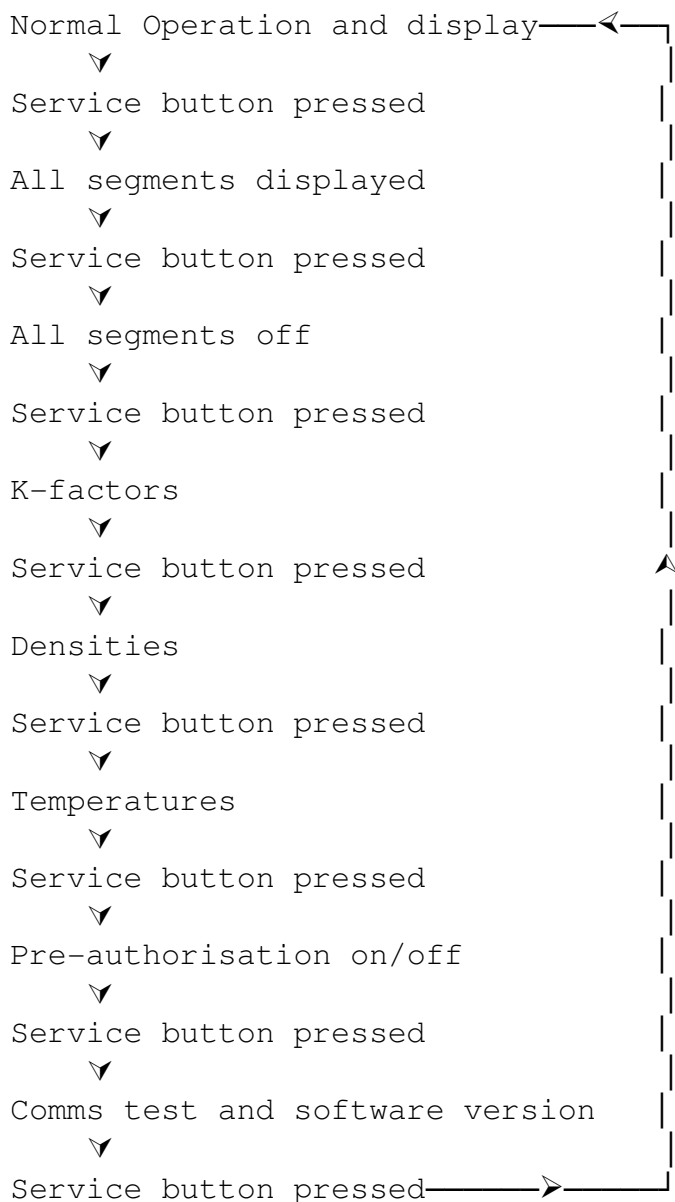 Normal Operation and display
Service button pressed
All segments displayed
Service button pressed
All segments off
Service button pressed
K-factors
Service button pressed
Densities
Service button pressed
Temperatures
Service button pressed
Pre-authorisation on/off
Service button pressed
Comms test and software version
Service button pressed